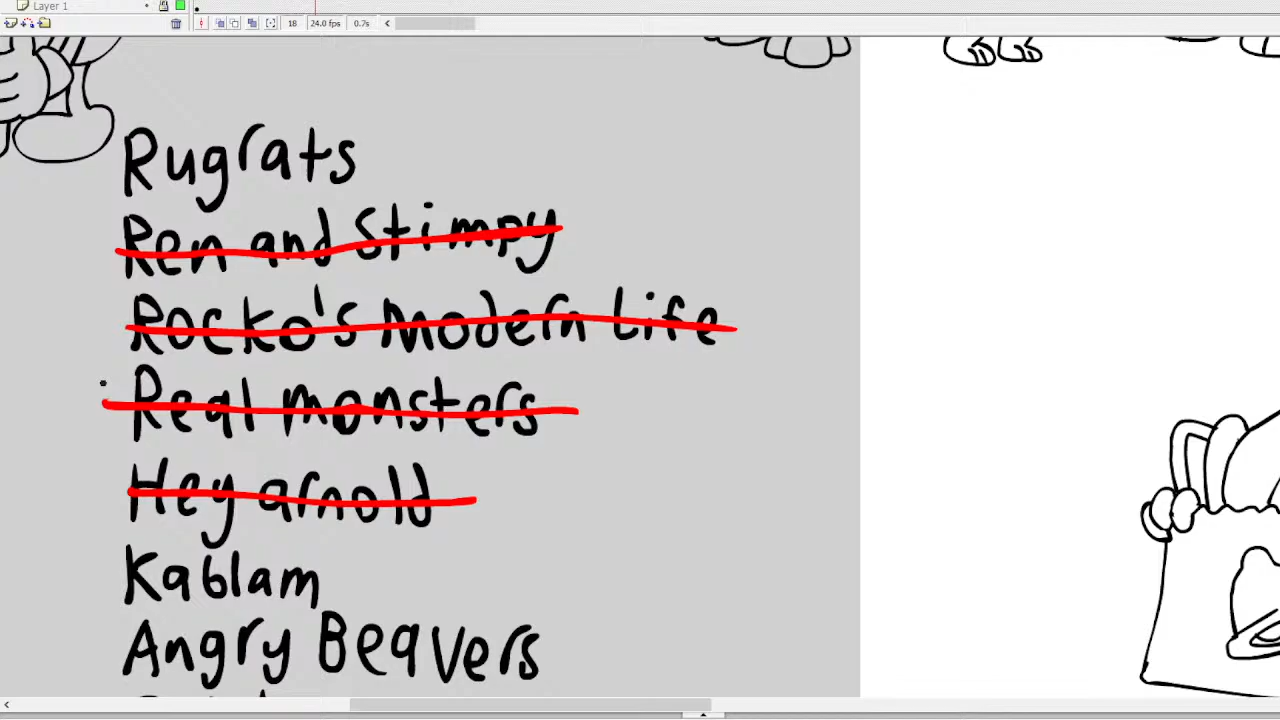 Layer 1
18 24.0 fps 0.7s
Rugrats
Ren and Stimpy
Rocko's Modern Life
Real monsters
Hey arnold
Kablam
Angry Beavers